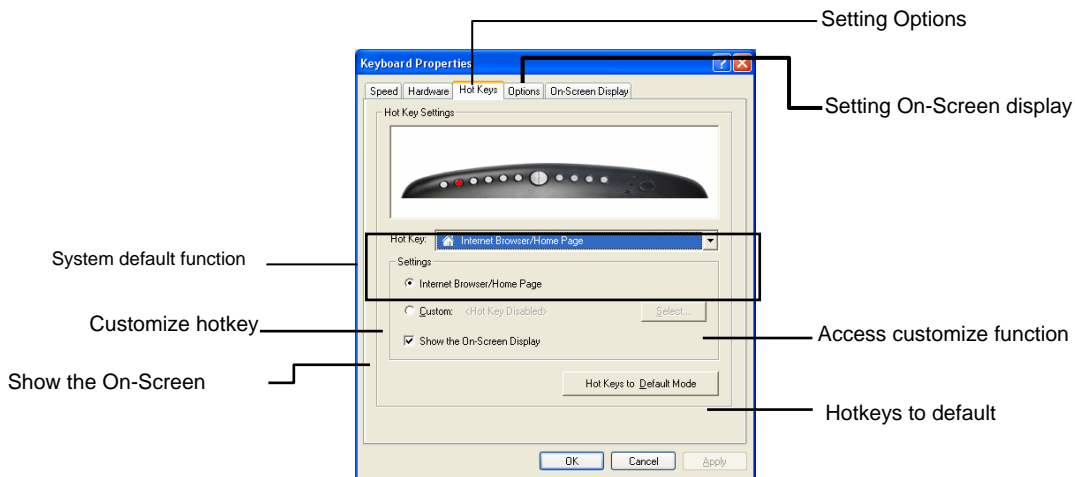 Setting Options
Keyboard Properties
Speed Hardware Hot Keys Options On-Screen Display
Setting On-Screen display
Hot Key Settings
Hot Key: Internet Browser/Home Page
System default function
Settings
Internet Browser/Home Page
Custom: <Hot Key Disabled> Select...
Customize hotkey
Show the On-Screen Display
Access customize function
Show the On-Screen
Hot Keys to Default Mode
Hotkeys to default
OK Cancel Apply